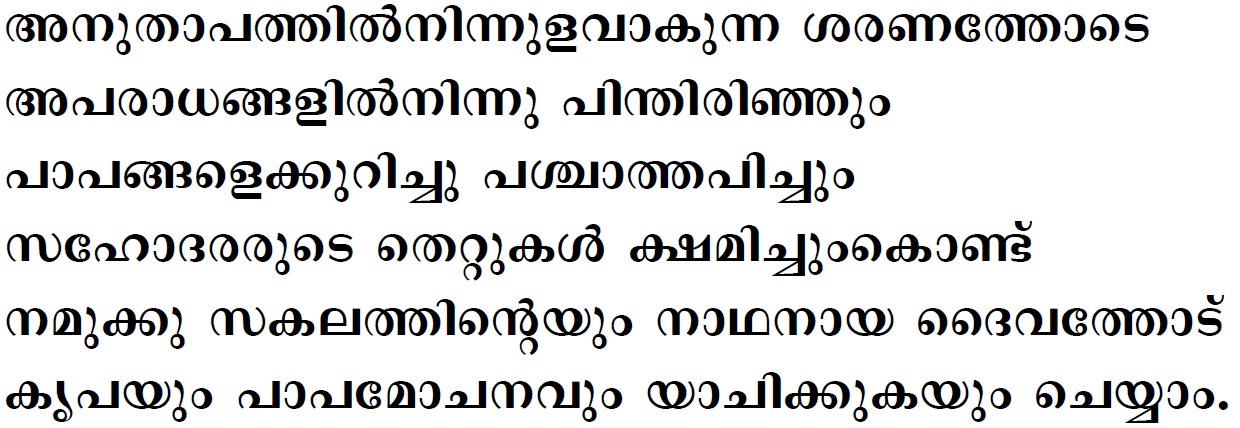 അനുതാപത്തിൽനിന്നുളവാകുന്ന ശരണത്തോടെ
അപരാധങ്ങളിൽനിന്നു പിന്തിരിഞ്ഞും
പാപങ്ങളെക്കുറിച്ചു പശ്ചാത്തപിച്ചും
സഹോദരരുടെ തെറ്റുകൾ ക്ഷമിച്ചുംകൊണ്ട്
നമുക്കു സകലത്തിന്റെയും നാഥനായ ദൈവത്തോട്
കൃപയും പാപമോചനവും യാചിക്കുകയും ചെയ്യാം.